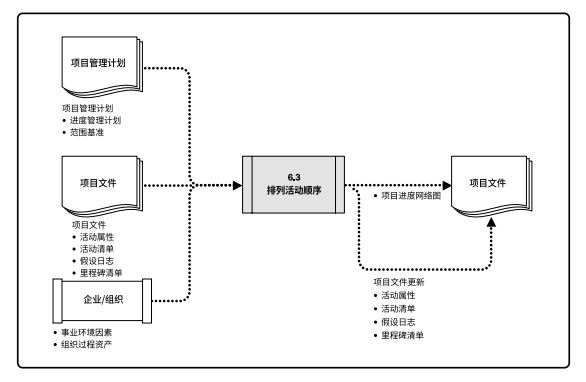 项目管理计划
项目管理计划
• 进度管理计划
• 范围基准
项目文件
项目文件
• 活动属性
• 活动清单
• 假设日志
• 里程碑清单
企业/组织
• 事业环境因素
• 组织过程资产
6.3
排列活动顺序
• 项目进度网络图
项目文件
项目文件更新
• 活动属性
• 活动清单
• 假设日志
• 里程碑清单